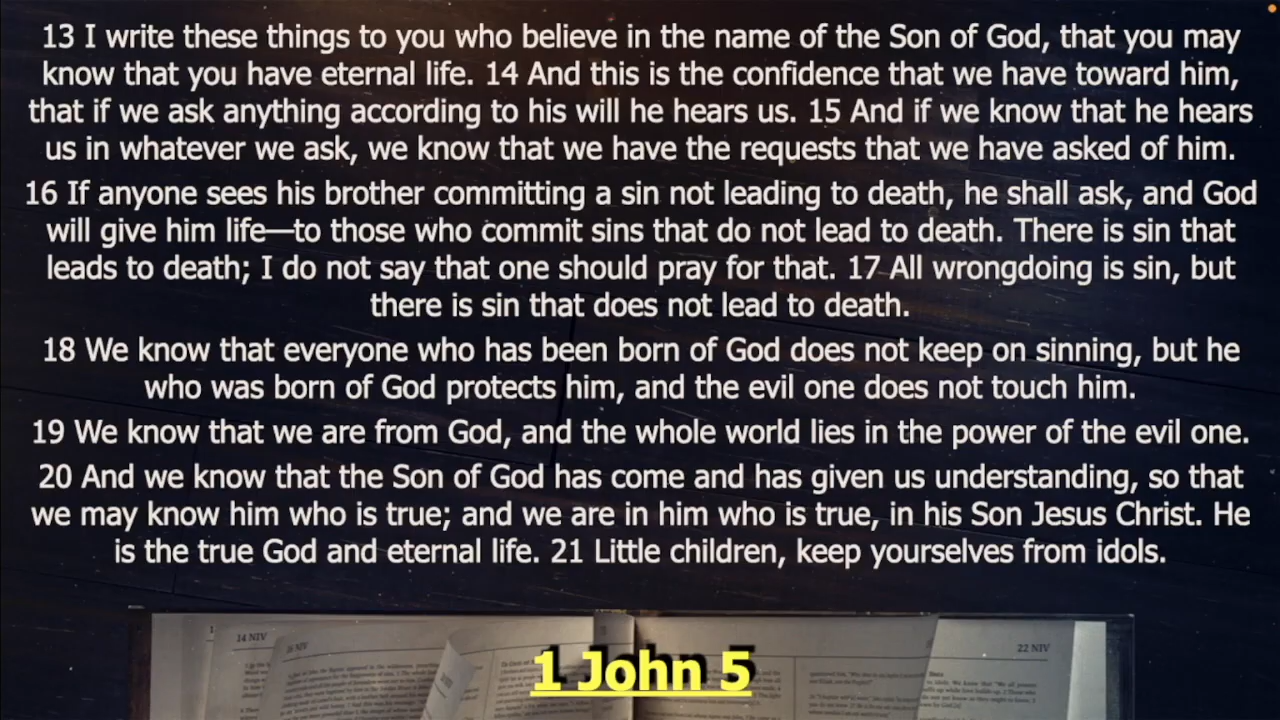 13 I write these things to you who believe in the name of the Son of God, that you may
know that you have eternal life. 14 And this is the confidence that we have toward him,
that if we ask anything according to his will he hears us. 15 And if we know that he hears
us in whatever we ask, we know that we have the requests that we have asked of him.
16 If anyone sees his brother committing a sin not leading to death, he shall ask, and God
will give him life—to those who commit sins that do not lead to death. There is sin that
leads to death; I do not say that one should pray for that. 17 All wrongdoing is sin, but
there is sin that does not lead to death.
18 We know that everyone who has been born of God does not keep on sinning, but he
who was born of God protects him, and the evil one does not touch him.
19 We know that we are from God, and the whole world lies in the power of the evil one.
20 And we know that the Son of God has come and has given us understanding, so that
we may know him who is true; and we are in him who is true, in his Son Jesus Christ. He
is the true God and eternal life. 21 Little children, keep yourselves from idols.
14 NIV
22 NIV
1 John 5